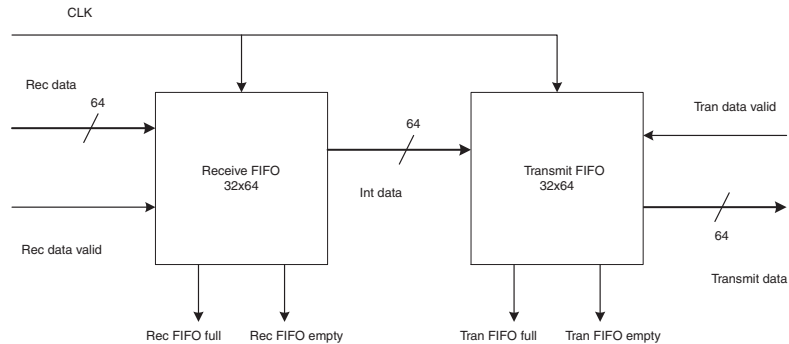 CLK
Rec data
64
Rec data valid
Receive FIFO
32x64
64
Int data
Transmit FIFO
32x64
Tran data valid
64
Transmit data
Rec FIFO full
Rec FIFO empty
Tran FIFO full
Tran FIFO empty